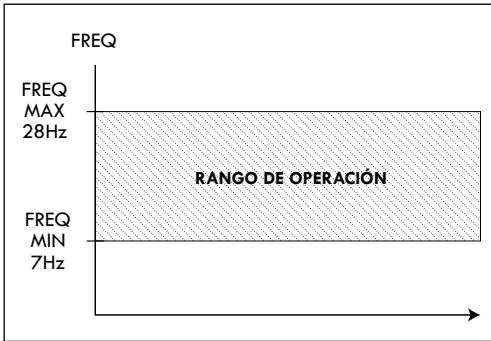 FREQ
FREQ
MAX
28Hz
RANGO DE OPERACIÓN
FREQ
MIN
7Hz